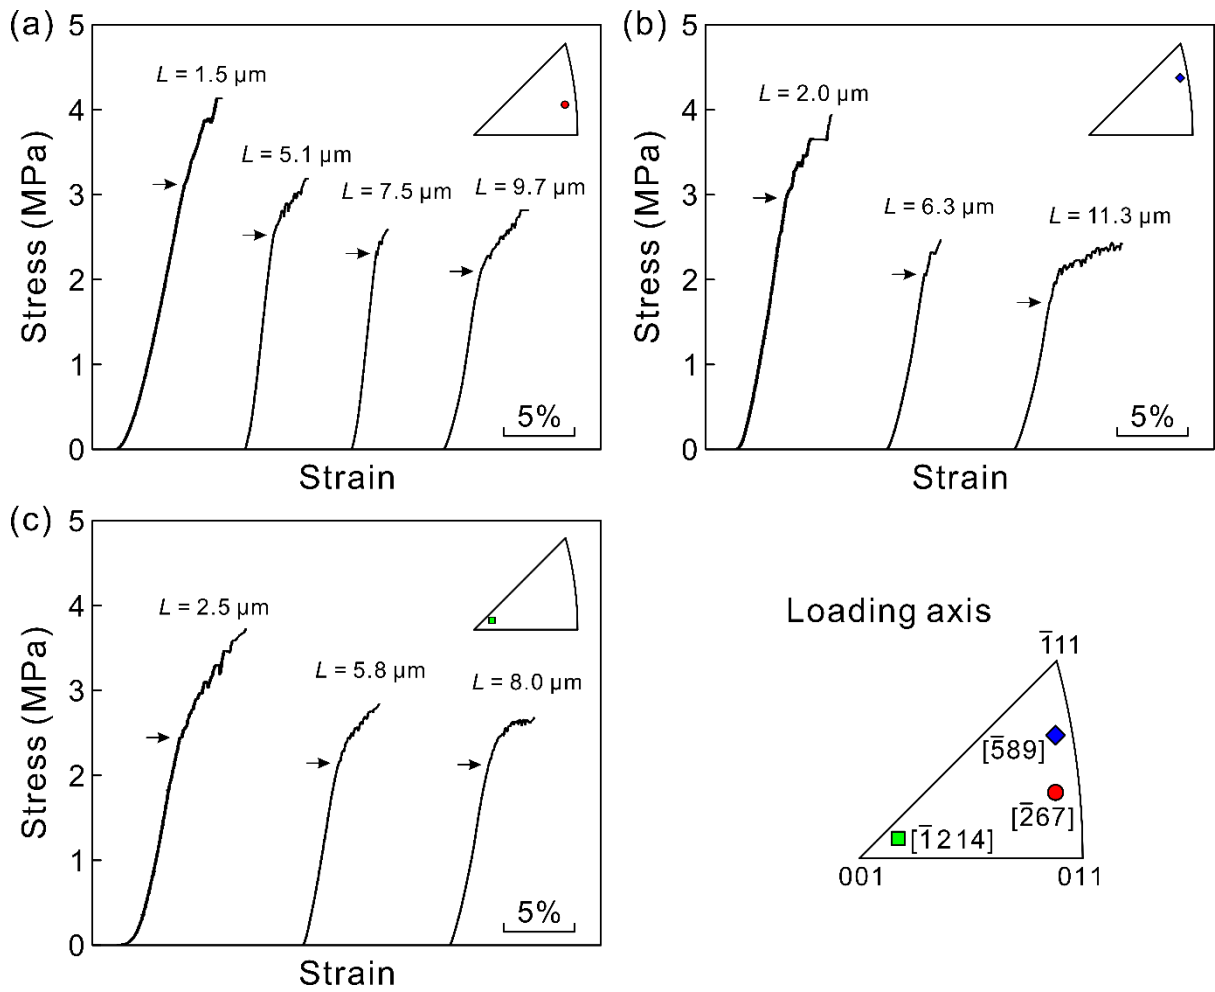 (a)
Stress (MPa)
5
4
3
2
1
0
L = 1.5 μm
L = 5.1 μm
L = 7.5 μm
L = 9.7 μm
5%
Strain
(b)
Stress (MPa)
5
4
3
2
1
0
L = 2.0 μm
L = 6.3 μm
L = 11.3 μm
5%
Strain
(c)
Stress (MPa)
5
4
3
2
1
0
L = 2.5 μm
L = 5.8 μm
L = 8.0 μm
5%
Strain
Loading axis
1̅11
[5̅89]
[2̅67]
[1̅214]
001
011